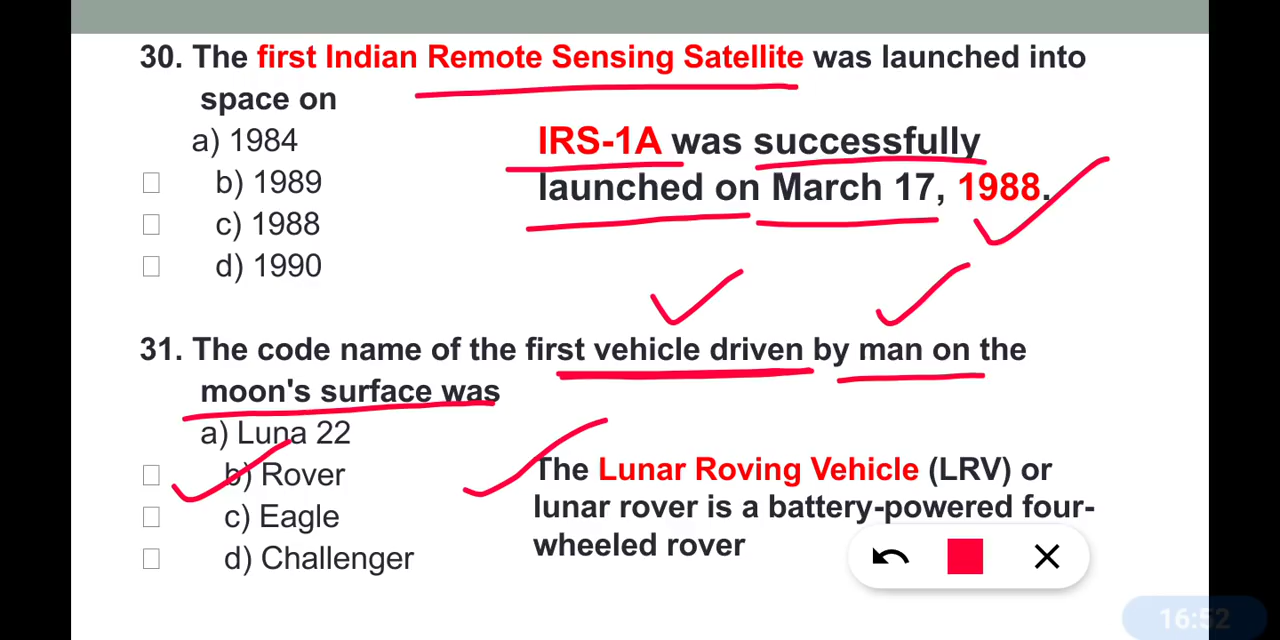 30. The first Indian Remote Sensing Satellite was launched into
space on
a) 1984
b) 1989
c) 1988
d) 1990
IRS-1A was successfully
launched on March 17, 1988.
31. The code name of the first vehicle driven by man on the
moon's surface was
a) Luna 22
b) Rover
c) Eagle
d) Challenger
The Lunar Roving Vehicle (LRV) or
lunar rover is a battery-powered four-
wheeled rover
16:52